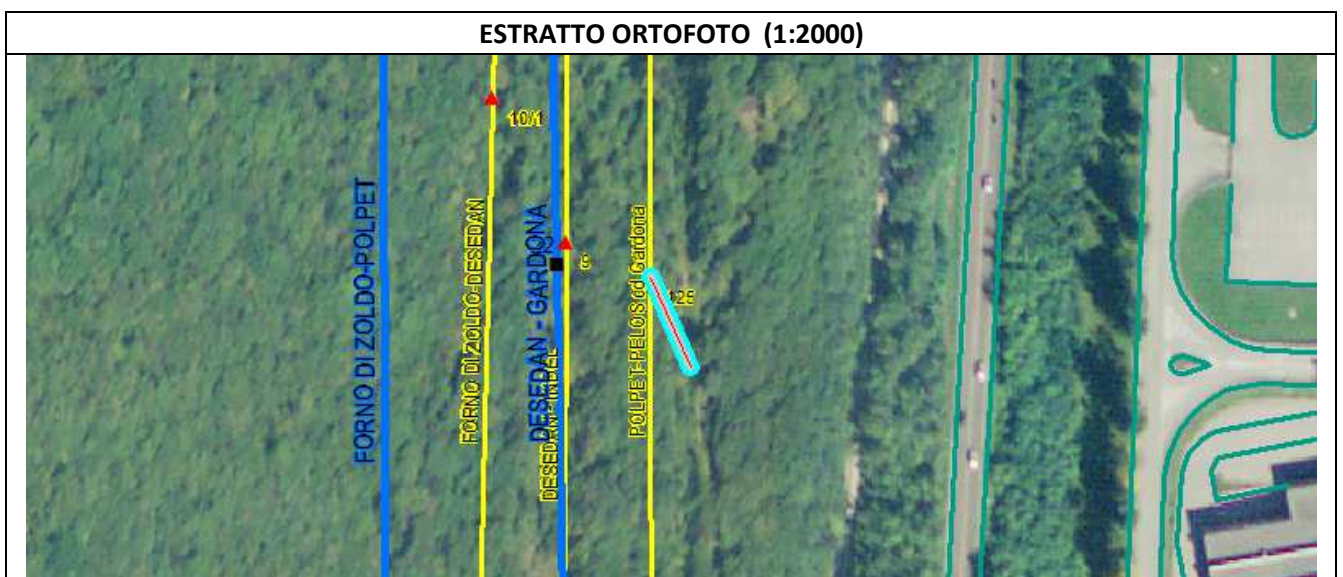 ESTRATTO ORTOFOTO (1:2000)
10/1
FORNO DI ZOLDO-POLPET
FORNO DI ZOLDO-DESEDAN
DESEDAN - GARDONA
6
POLPET-PELOS cd Gardona
125